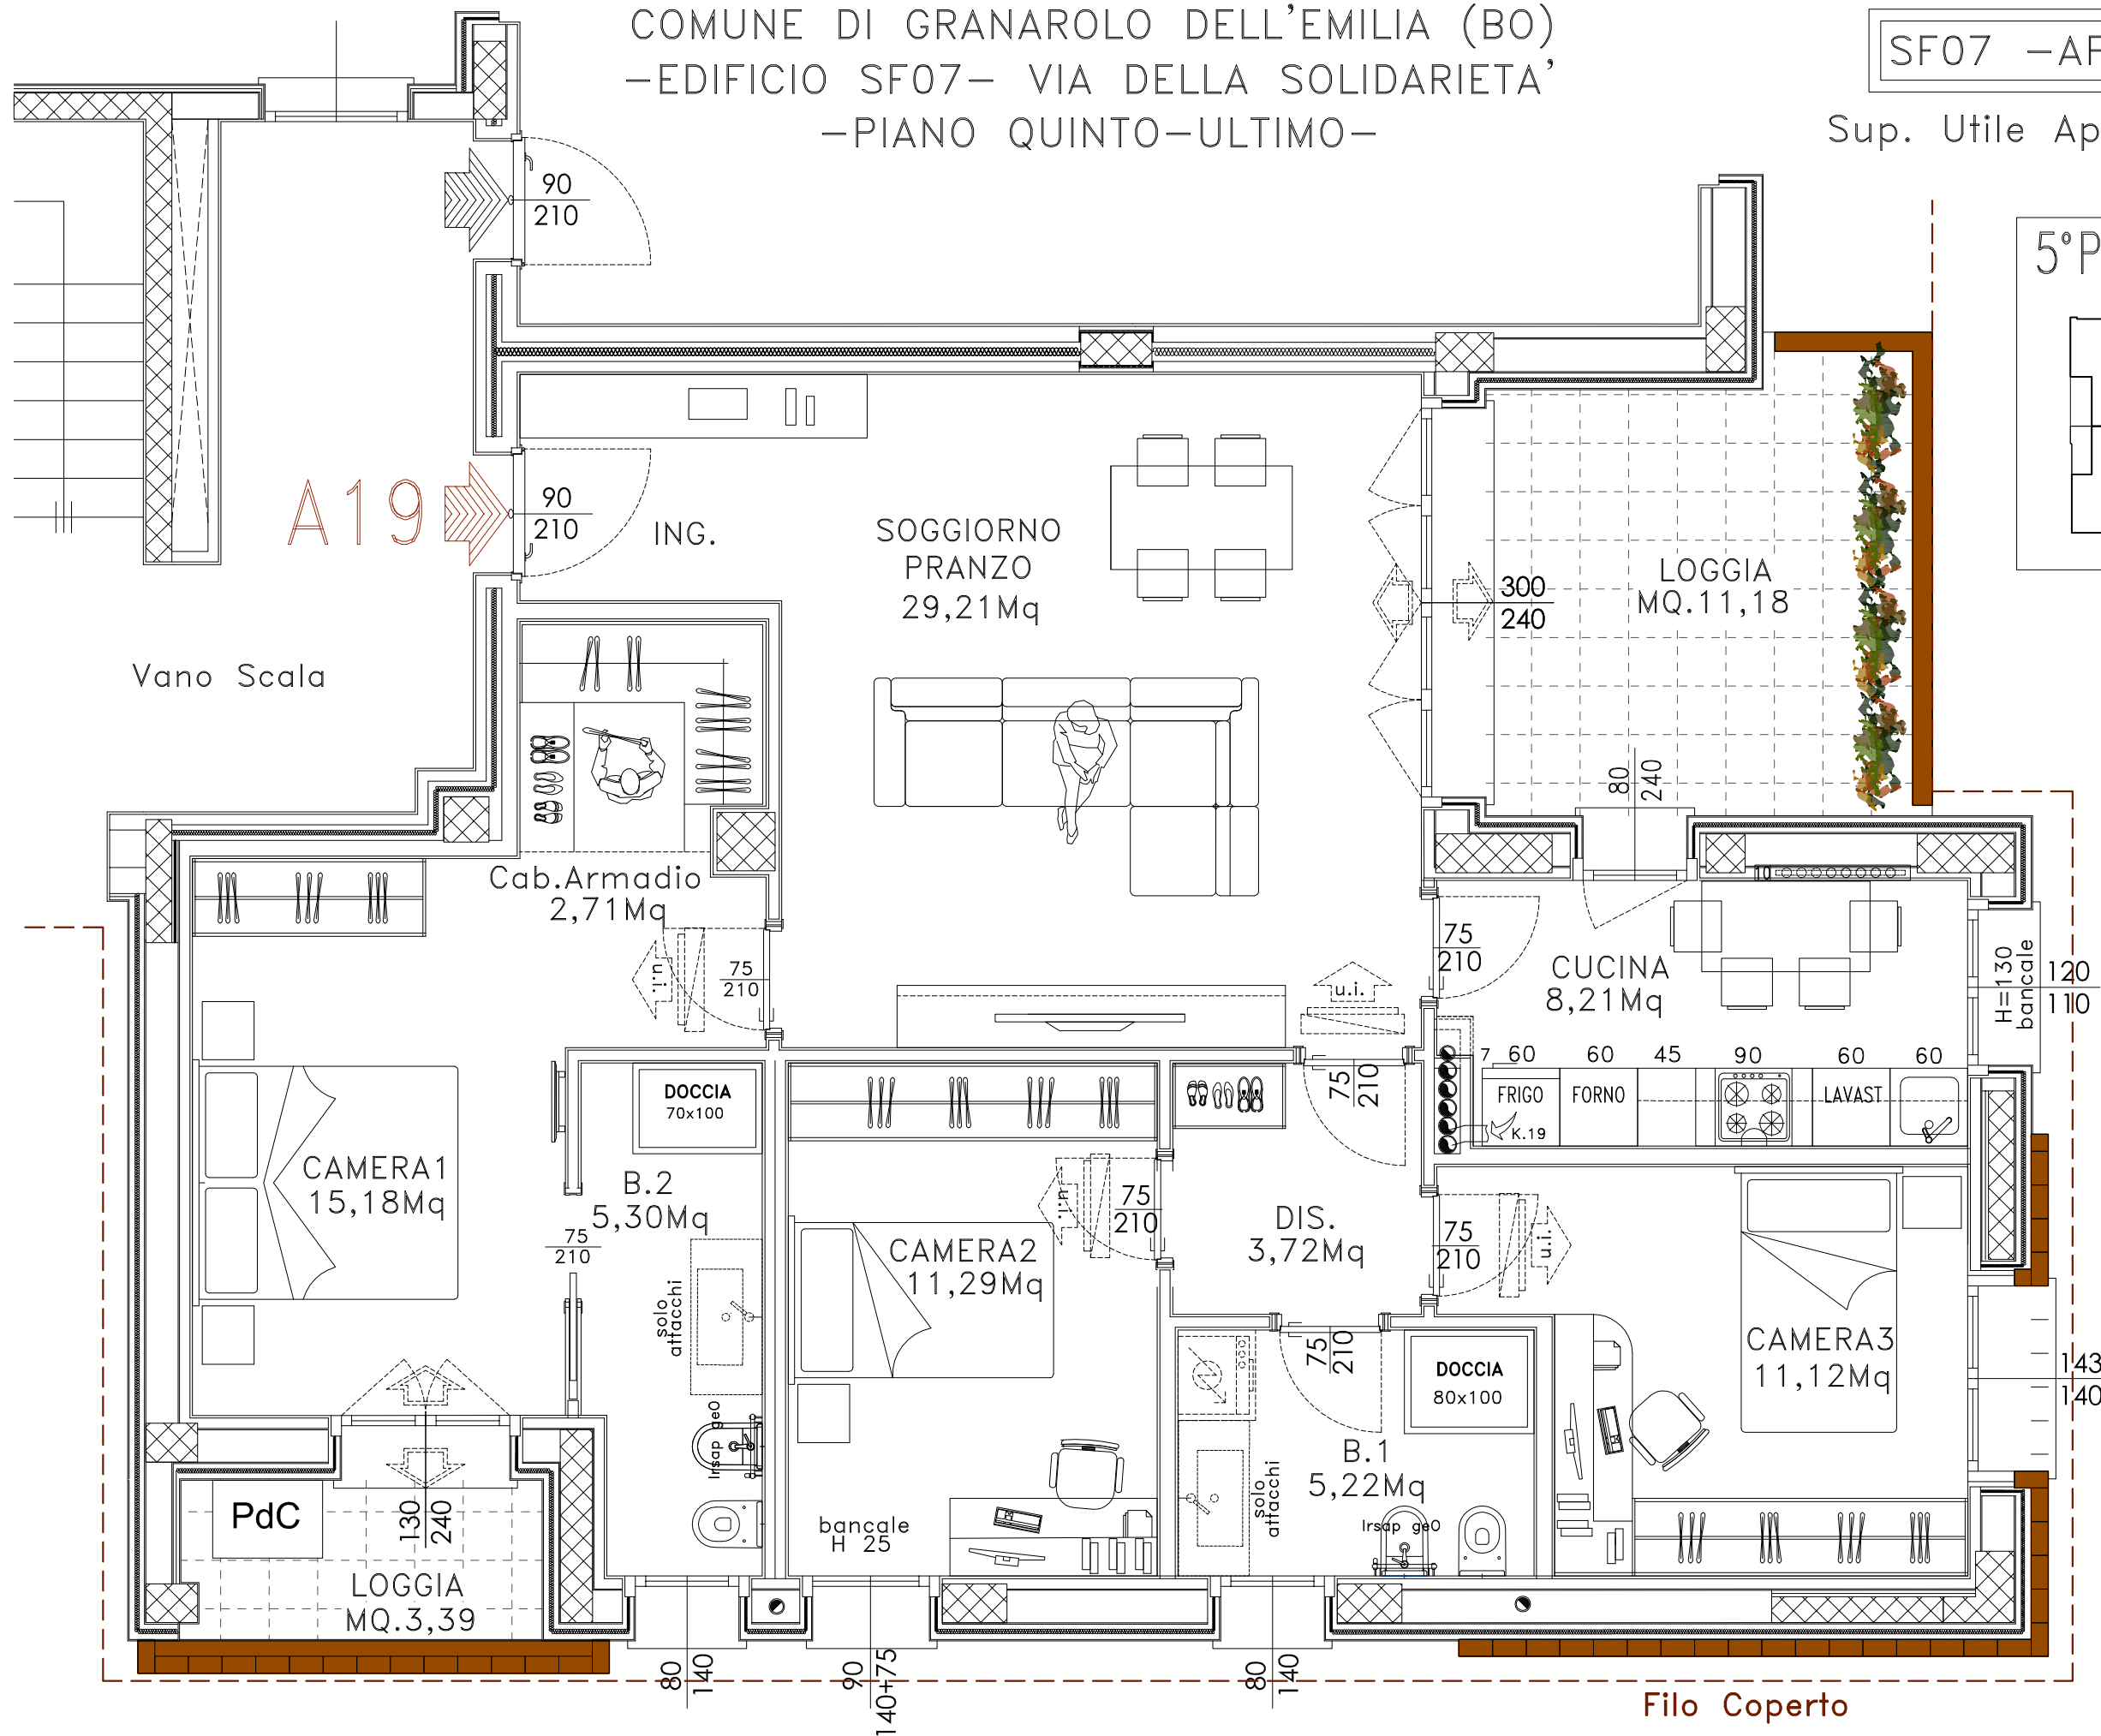 COMUNE DI GRANAROLO DELL'EMILIA (BO)
-EDIFICIO SF07- VIA DELLA SOLIDARIETA'
-PIANO QUINTO-ULTIMO-
SF07 -AP
Sup. Utile Ap
5°P
90
210
A19
90
210
ING.
SOGGIORNO
PRANZO
29,21Mq
300
240
LOGGIA
MQ.11,18
Vano Scala
80
240
Cab.Armadio
2,71Mq
75
210
u.i.
u.i.
75
210
CUCINA
8,21Mq
H=130
bancale
120
110
7 60 60 45 90 60 60
FRIGO
FORNO
LAVAST
K.19
DOCCIA
70x100
75
210
CAMERA1
15,18Mq
B.2
5,30Mq
75
210
solo
attacchi
u.i.
75
210
CAMERA2
11,29Mq
DIS.
3,72Mq
75
210
u.i.
CAMERA3
11,12Mq
143
140
75
210
DOCCIA
80x100
Irsap geO
B.1
5,22Mq
solo
attacchi
Irsap geO
PdC
130
240
bancale
H 25
LOGGIA
MQ.3,39
80
140
90
140+75
80
140
Filo Coperto